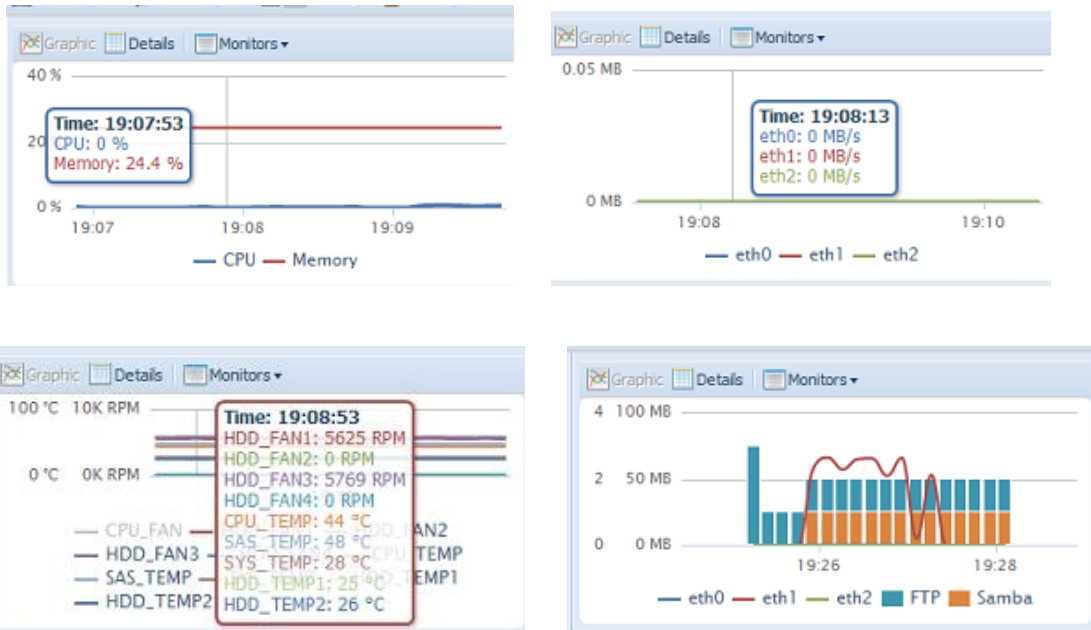 Graphic Details Monitors
40 %
Time: 19:07:53
20
CPU: 0 %
Memory: 24.4 %
0 %
19:07 19:08 19:09
CPU Memory
Graphic Details Monitors
0.05 MB
Time: 19:08:13
eth0: 0 MB/s
eth1: 0 MB/s
eth2: 0 MB/s
0 MB
19:08 19:10
eth0 eth1 eth2
Graphic Details Monitors
100 °C 10K RPM
Time: 19:08:53
HDD_FAN1: 5625 RPM
HDD_FAN2: 0 RPM
HDD_FAN3: 5769 RPM
0 °C 0K RPM
HDD_FAN4: 0 RPM
CPU_TEMP: 44 °C
SAS_TEMP: 48 °C
SYS_TEMP: 28 °C
HDD_TEMP1: 25 °C
HDD_TEMP2: 26 °C
CPU_FAN AN2
HDD_FAN3 TEMP
SAS_TEMP EMP1
HDD_TEMP2
Graphic Details Monitors
4 100 MB
2 50 MB
0 0 MB
19:26 19:28
eth0 eth1 eth2 FTP Samba